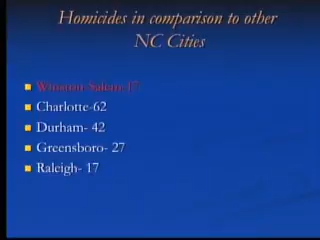 Homicides in comparison to other
NC Cities
Winston-Salem-17
Charlotte-62
Durham- 42
Greensboro- 27
Raleigh- 17